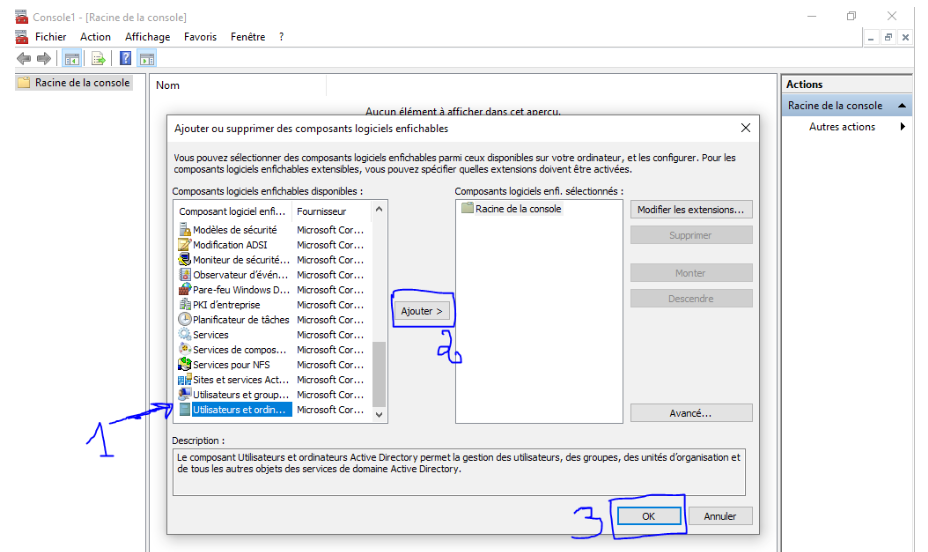 Console1 - [Racine de la console]
Fichier Action Affichage Favoris Fenêtre ?
Racine de la console
Nom
Aucun élément à afficher dans cet aperçu.
Actions
Racine de la console
Autres actions
Ajouter ou supprimer des composants logiciels enfichables
Vous pouvez sélectionner des composants logiciels enfichables parmi ceux disponibles sur votre ordinateur, et les configurer. Pour les
composants logiciels enfichables extensibles, vous pouvez spécifier quelles extensions doivent être activées.
Composants logiciels enfichables disponibles :
Composant logiciel enfi... Fournisseur
Modèles de sécurité Microsoft Cor...
Modification ADSI Microsoft Cor...
Moniteur de sécurité... Microsoft Cor...
Observateur d'évén... Microsoft Cor...
Pare-feu Windows D... Microsoft Cor...
PKI d'entreprise Microsoft Cor...
Planificateur de tâches Microsoft Cor...
Services Microsoft Cor...
Services de compos... Microsoft Cor...
Services pour NFS Microsoft Cor...
Sites et services Act... Microsoft Cor...
Utilisateurs et group... Microsoft Cor...
Utilisateurs et ordin... Microsoft Cor...
1
Ajouter >
2
Composants logiciels enfi. sélectionnés :
Racine de la console
Modifier les extensions...
Supprimer
Monter
Descendre
Avancé...
Description :
Le composant Utilisateurs et ordinateurs Active Directory permet la gestion des utilisateurs, des groupes, des unités d'organisation et
de tous les autres objets des services de domaine Active Directory.
3
OK
Annuler